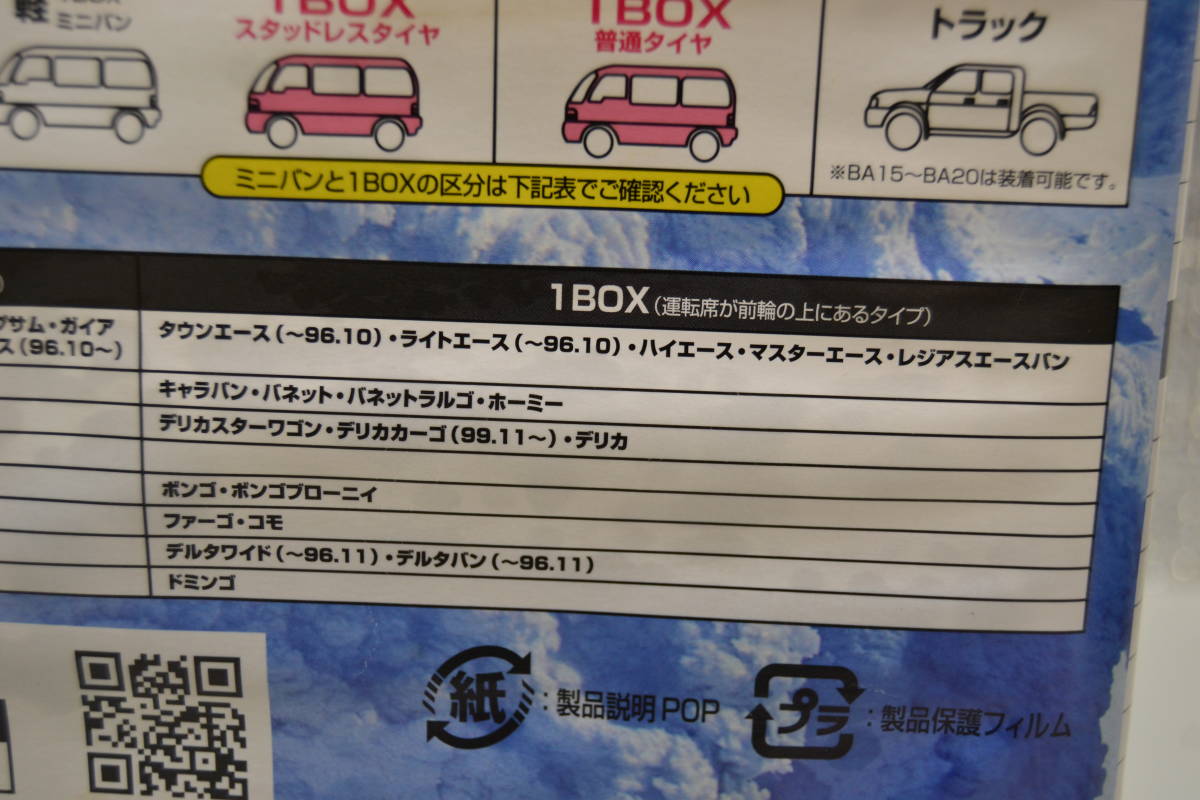 軽
ミニバン
1BOX
スタッドレスタイヤ
1BOX
普通タイヤ
トラック
※BA15～BA20は装着可能です。
ミニバンと1BOXの区分は下記表でご確認ください
1BOX（運転席が前輪の上にあるタイプ）
サム・ガイア
ス（96.10～）
タウンエース（～96.10）・ライトエース（～96.10）・ハイエース・マスターエース・レジアスエースバン
キャラバン・バネット・バネットラルゴ・ホーミー
デリカスターワゴン・デリカカーゴ（99.11～）・デリカ
ボンゴ・ボンゴブローニィ
ファーゴ・コモ
デルタワイド（～96.11）・デルタバン（～96.11）
ドミンゴ
紙：製品説明POP
プラ：製品保護フィルム